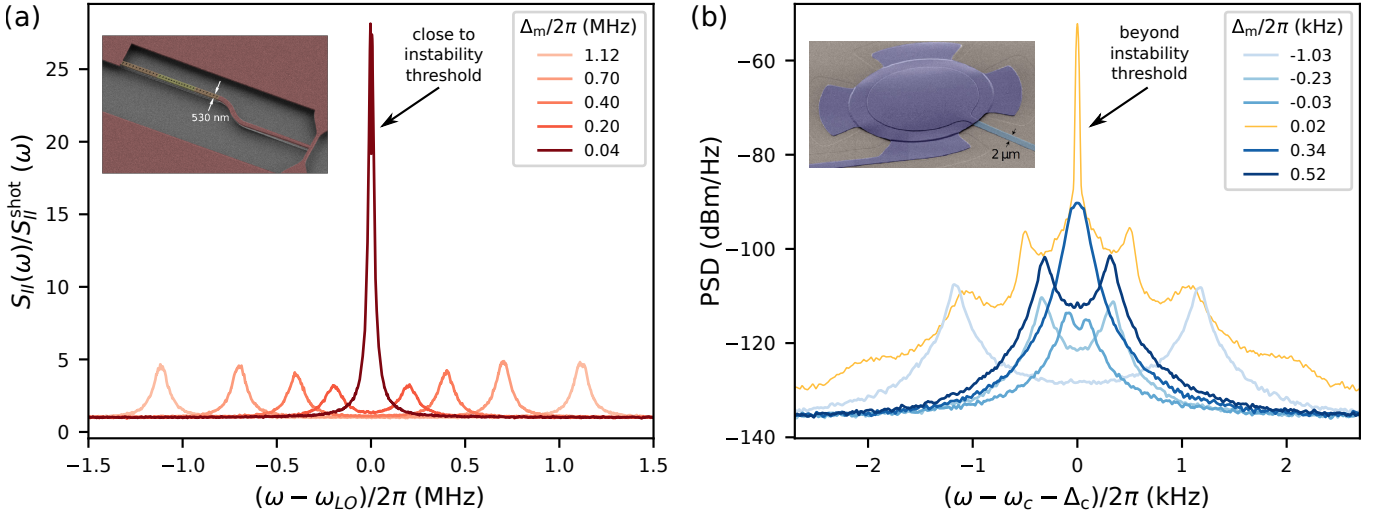 (a)
S_II(ω)/S_II^shot (ω)
25
20
15
10
5
0
530 nm
close to
instability
threshold
Δ_m/2π (MHz)
1.12
0.70
0.40
0.20
0.04
−1.5 −1.0 −0.5 0.0 0.5 1.0 1.5
(ω − ω_LO)/2π (MHz)
(b)
PSD (dBm/Hz)
−60
−80
−100
−120
−140
2 μm
beyond
instability
threshold
Δ_m/2π (kHz)
-1.03
-0.23
-0.03
0.02
0.34
0.52
−2 −1 0 1 2
(ω − ω_c − Δ_c)/2π (kHz)